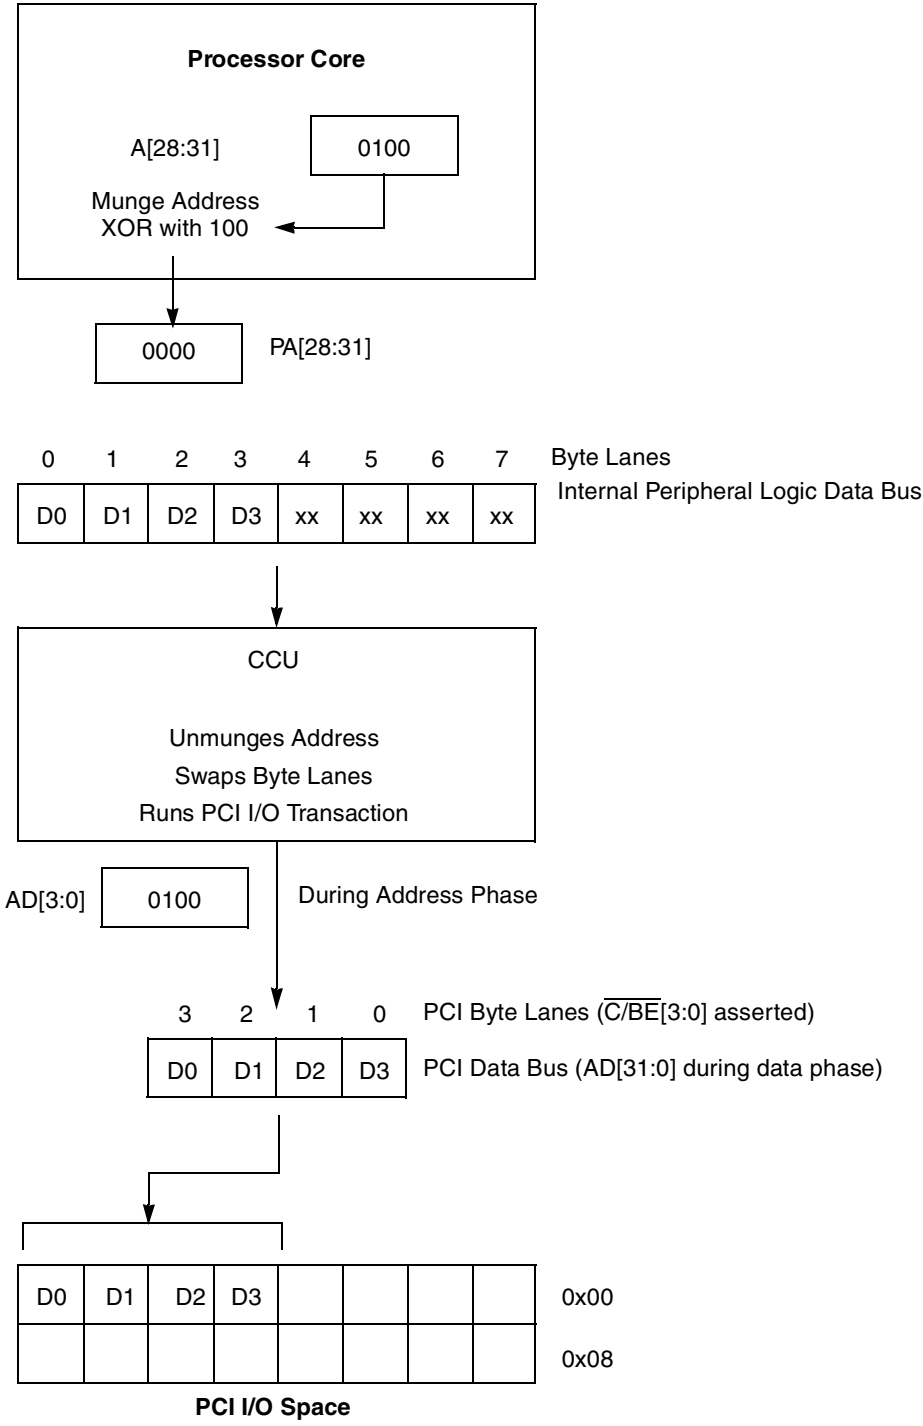 Processor Core
A[28:31] 0100
Munge Address
XOR with 100
0000 PA[28:31]
0 1 2 3 4 5 6 7 Byte Lanes
Internal Peripheral Logic Data Bus
D0 D1 D2 D3 xx xx xx xx
CCU
Unmunges Address
Swaps Byte Lanes
Runs PCI I/O Transaction
AD[3:0] 0100 During Address Phase
3 2 1 0 PCI Byte Lanes (C/BE[3:0] asserted)
D0 D1 D2 D3 PCI Data Bus (AD[31:0] during data phase)
D0 D1 D2 D3 0x00
0x08
PCI I/O Space